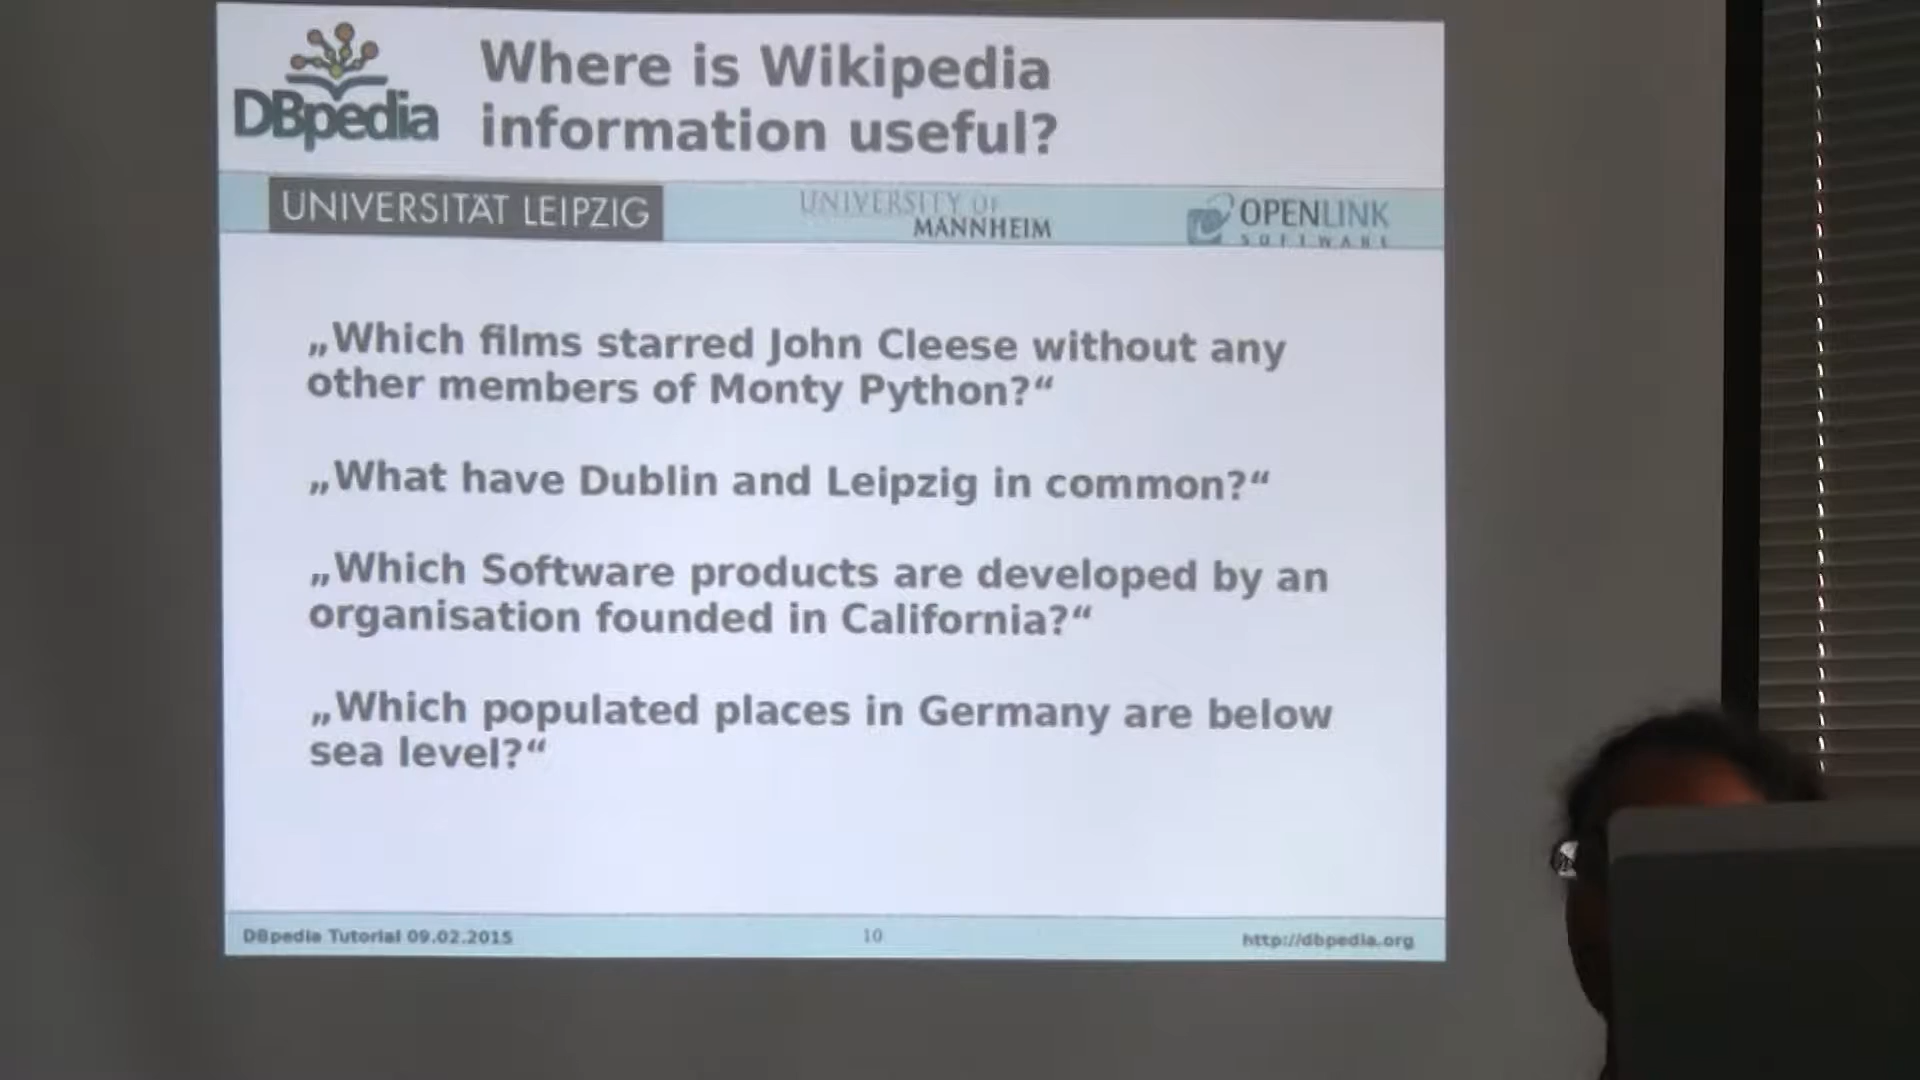 DBpedia
Where is Wikipedia
information useful?
UNIVERSITÄT LEIPZIG
UNIVERSITY OF
MANNHEIM
OPENLINK
SOFTWARE
„Which films starred John Cleese without any
other members of Monty Python?“
„What have Dublin and Leipzig in common?“
„Which Software products are developed by an
organisation founded in California?“
„Which populated places in Germany are below
sea level?“
DBpedia Tutorial 09.02.2015
10
http://dbpedia.org